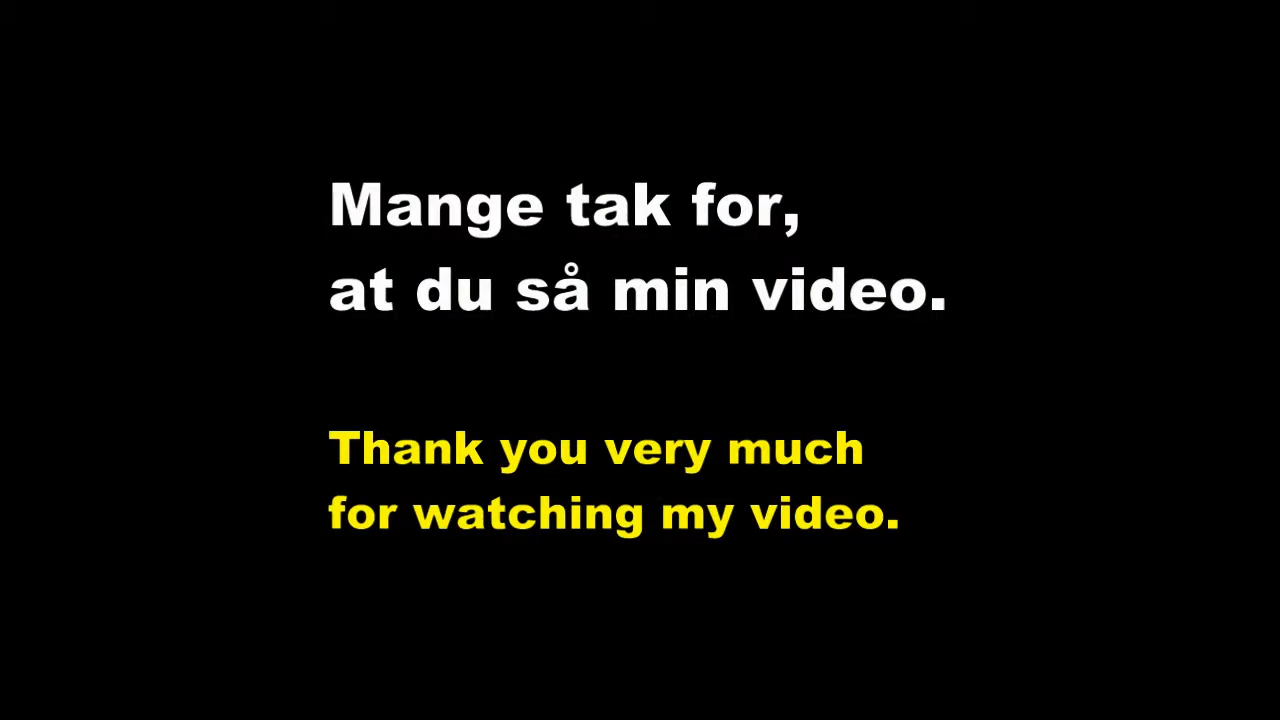 Mange tak for,
at du så min video.
Thank you very much
for watching my video.